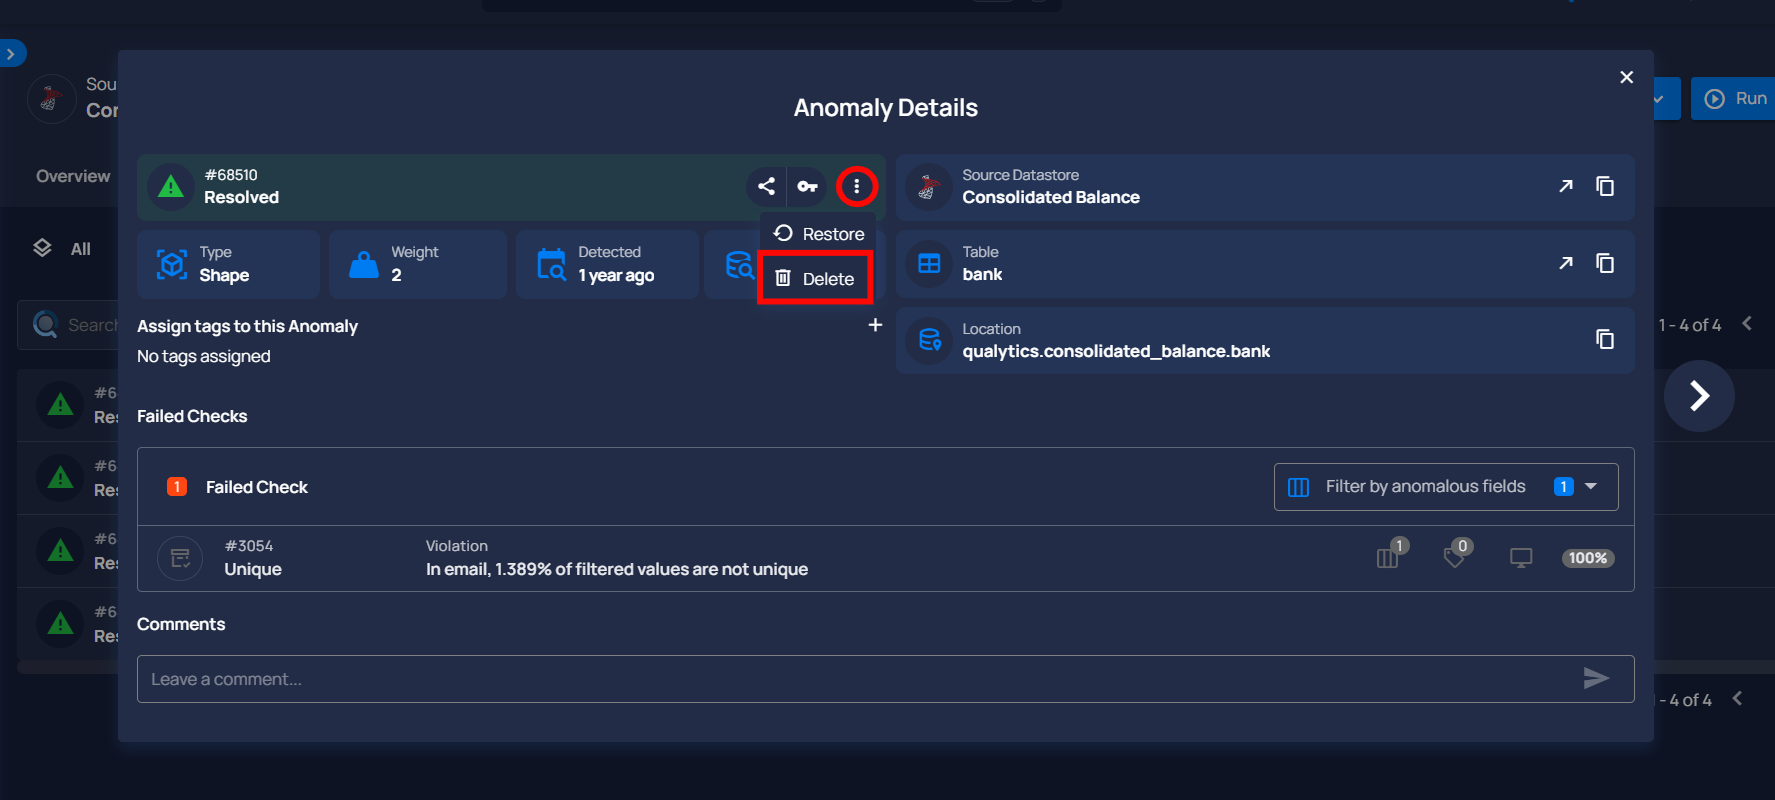 Sou
Con
Run
Overview
All
Search
1 - 4 of 4
#6
Res
#6
Res
#6
Res
#6
Res
- 4 of 4
Anomaly Details
#68510
Resolved
Restore
Delete
Type
Shape
Weight
2
Detected
1 year ago
Source Datastore
Consolidated Balance
Table
bank
Location
qualytics.consolidated_balance.bank
Assign tags to this Anomaly
No tags assigned
Failed Checks
1 Failed Check
Filter by anomalous fields 1
#3054
Unique
Violation
In email, 1.389% of filtered values are not unique
1
0
100%
Comments
Leave a comment...